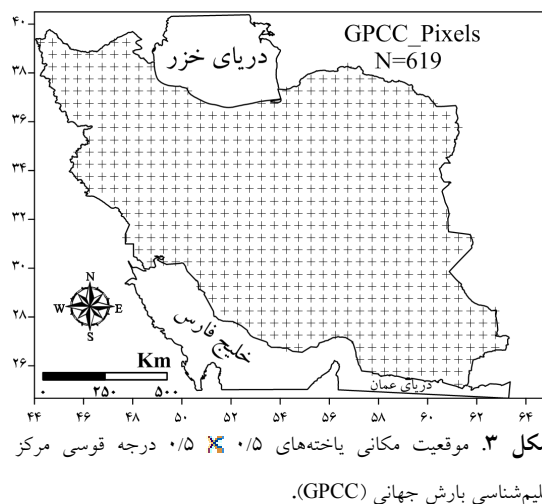 GPCC_Pixels
N=619
دریای خزر
خلیج فارس
دریای عمان
N
W E
S
Km
۰ ۲۵۰ ۵۰۰
۴۰
۳۸
۳۶
۳۴
۳۲
۳۰
۲۸
۲۶
۴۴ ۴۶ ۴۸ ۵۰ ۵۲ ۵۴ ۵۶ ۵۸ ۶۰ ۶۲ ۶۴
کل ۳. موقعیت مکانی یاخته‌های ۰/۵ × ۰/۵ درجه قوسی مرکز
لیم‌شناسی بارش جهانی (GPCC).